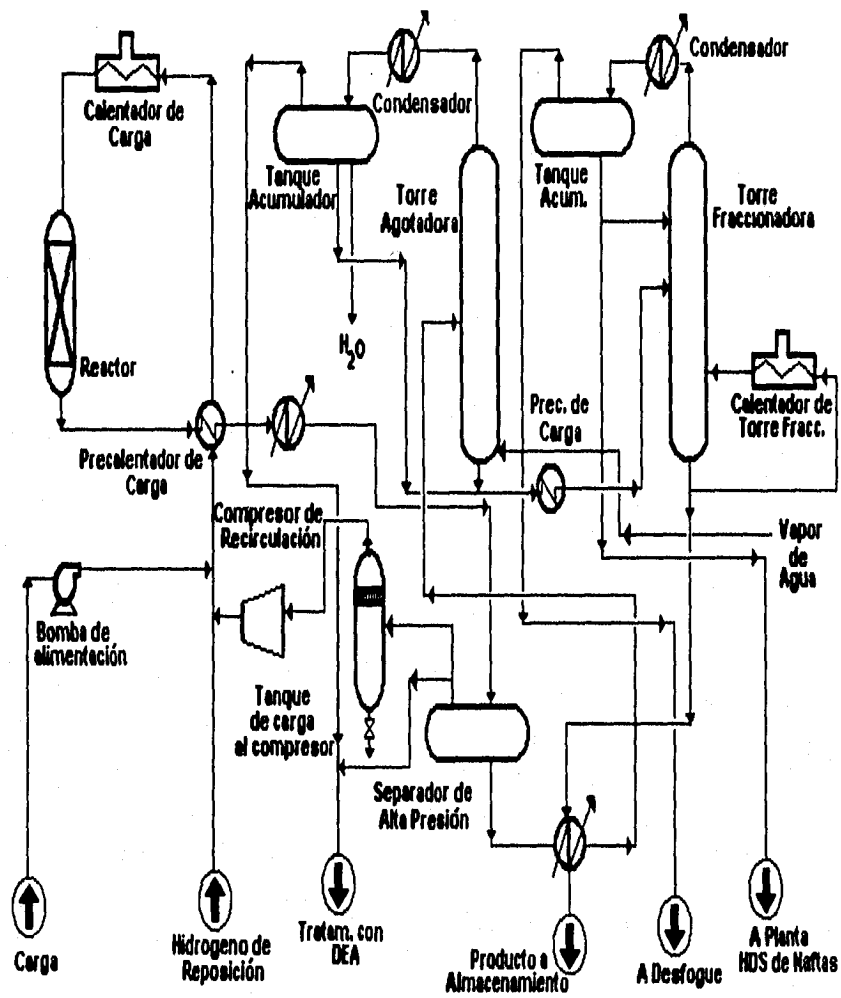 Calentador de
Carga
Condensador
Condensador
Tanque
Acumulador
Torre
Agotadora
Tanque
Acum.
Torre
Fraccionadora
H2O
Reactor
Prec. de
Carga
Calentador de
Torre Fracc.
Precalentador de
Carga
Compresor de
Recirculación
Vapor
de
Agua
Bomba de
alimentación
Tanque
de carga
al compresor
Separador de
Alta Presión
Carga
Hidrogeno de
Reposición
Tratam. con
DEA
Producto a
Almacenamiento
A Desfogue
A Planta
HDS de Naftas